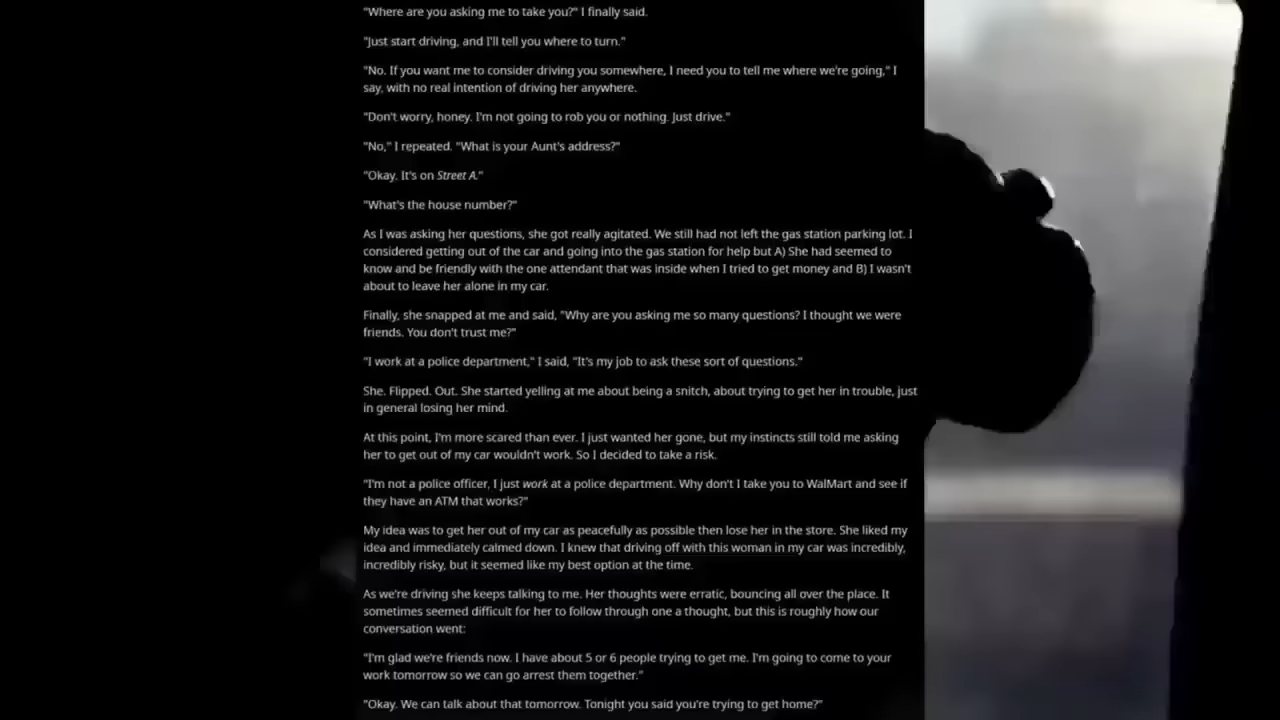 "Where are you asking me to take you?" I finally said.
"Just start driving, and I'll tell you where to turn."
"No. If you want me to consider driving you somewhere, I need you to tell me where we're going," I
say, with no real intention of driving her anywhere.
"Don't worry, honey. I'm not going to rob you or nothing. Just drive."
"No," I repeated. "What is your Aunt's address?"
"Okay. It's on Street A."
"What's the house number?"
As I was asking her questions, she got really agitated. We still had not left the gas station parking lot. I
considered getting out of the car and going into the gas station for help but A) She had seemed to
know and be friendly with the one attendant that was inside when I tried to get money and B) I wasn't
about to leave her alone in my car.
Finally, she snapped at me and said, "Why are you asking me so many questions? I thought we were
friends. You don't trust me?"
"I work at a police department," I said, "It's my job to ask these sort of questions."
She. Flipped. Out. She started yelling at me about being a snitch, about trying to get her in trouble, just
in general losing her mind.
At this point, I'm more scared than ever. I just wanted her gone, but my instincts still told me asking
her to get out of my car wouldn't work. So I decided to take a risk.
"I'm not a police officer, I just work at a police department. Why don't I take you to WalMart and see if
they have an ATM that works?"
My idea was to get her out of my car as peacefully as possible then lose her in the store. She liked my
idea and immediately calmed down. I knew that driving off with this woman in my car was incredibly,
incredibly risky, but it seemed like my best option at the time.
As we're driving she keeps talking to me. Her thoughts were erratic, bouncing all over the place. It
sometimes seemed difficult for her to follow through one a thought, but this is roughly how our
conversation went:
"I'm glad we're friends now. I have about 5 or 6 people trying to get me. I'm going to come to your
work tomorrow so we can go arrest them together."
"Okay. We can talk about that tomorrow. Tonight you said you're trying to get home?"